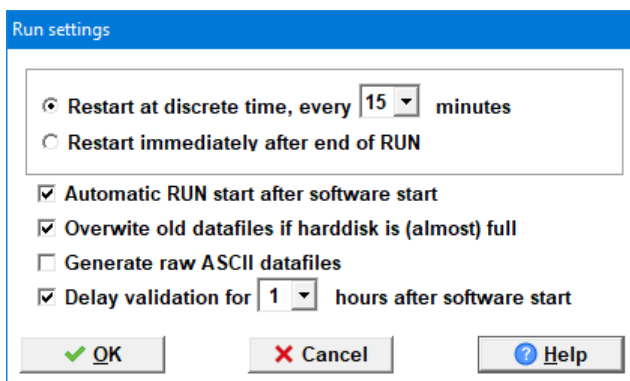 Run settings
Restart at discrete time, every 15 minutes
Restart immediately after end of RUN
Automatic RUN start after software start
Overwite old datafiles if harddisk is (almost) full
Generate raw ASCII datafiles
Delay validation for 1 hours after software start
OK Cancel Help